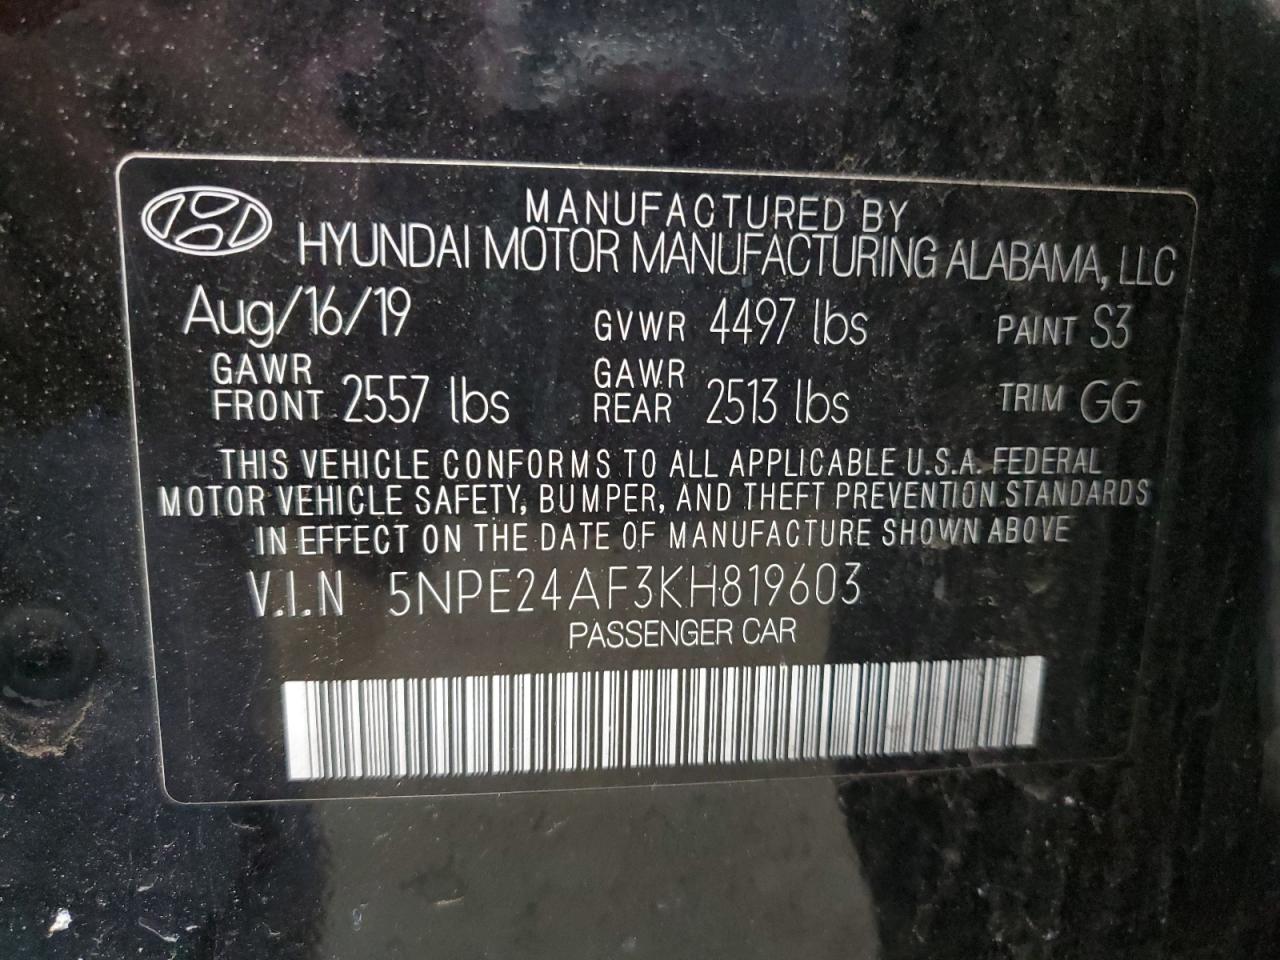 MANUFACTURED BY
HYUNDAI MOTOR MANUFACTURING ALABAMA, LLC
Aug/16/19 GVWR 4497 lbs PAINT S3
GAWR FRONT 2557 lbs GAWR REAR 2513 lbs TRIM GG
THIS VEHICLE CONFORMS TO ALL APPLICABLE U.S.A. FEDERAL
MOTOR VEHICLE SAFETY, BUMPER, AND THEFT PREVENTION STANDARDS
IN EFFECT ON THE DATE OF MANUFACTURE SHOWN ABOVE
V.I.N 5NPE24AF3KH819603
PASSENGER CAR